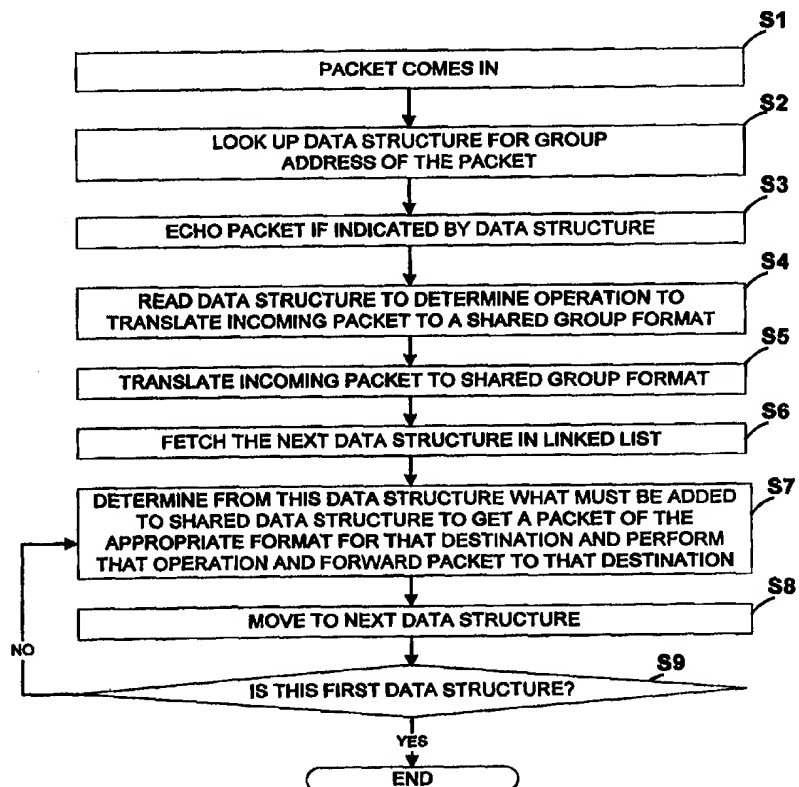 S1
PACKET COMES IN
S2
LOOK UP DATA STRUCTURE FOR GROUP
ADDRESS OF THE PACKET
S3
ECHO PACKET IF INDICATED BY DATA STRUCTURE
S4
READ DATA STRUCTURE TO DETERMINE OPERATION TO
TRANSLATE INCOMING PACKET TO A SHARED GROUP FORMAT
S5
TRANSLATE INCOMING PACKET TO SHARED GROUP FORMAT
S6
FETCH THE NEXT DATA STRUCTURE IN LINKED LIST
S7
DETERMINE FROM THIS DATA STRUCTURE WHAT MUST BE ADDED
TO SHARED DATA STRUCTURE TO GET A PACKET OF THE
APPROPRIATE FORMAT FOR THAT DESTINATION AND PERFORM
THAT OPERATION AND FORWARD PACKET TO THAT DESTINATION
S8
MOVE TO NEXT DATA STRUCTURE
NO
S9
IS THIS FIRST DATA STRUCTURE?
YES
END